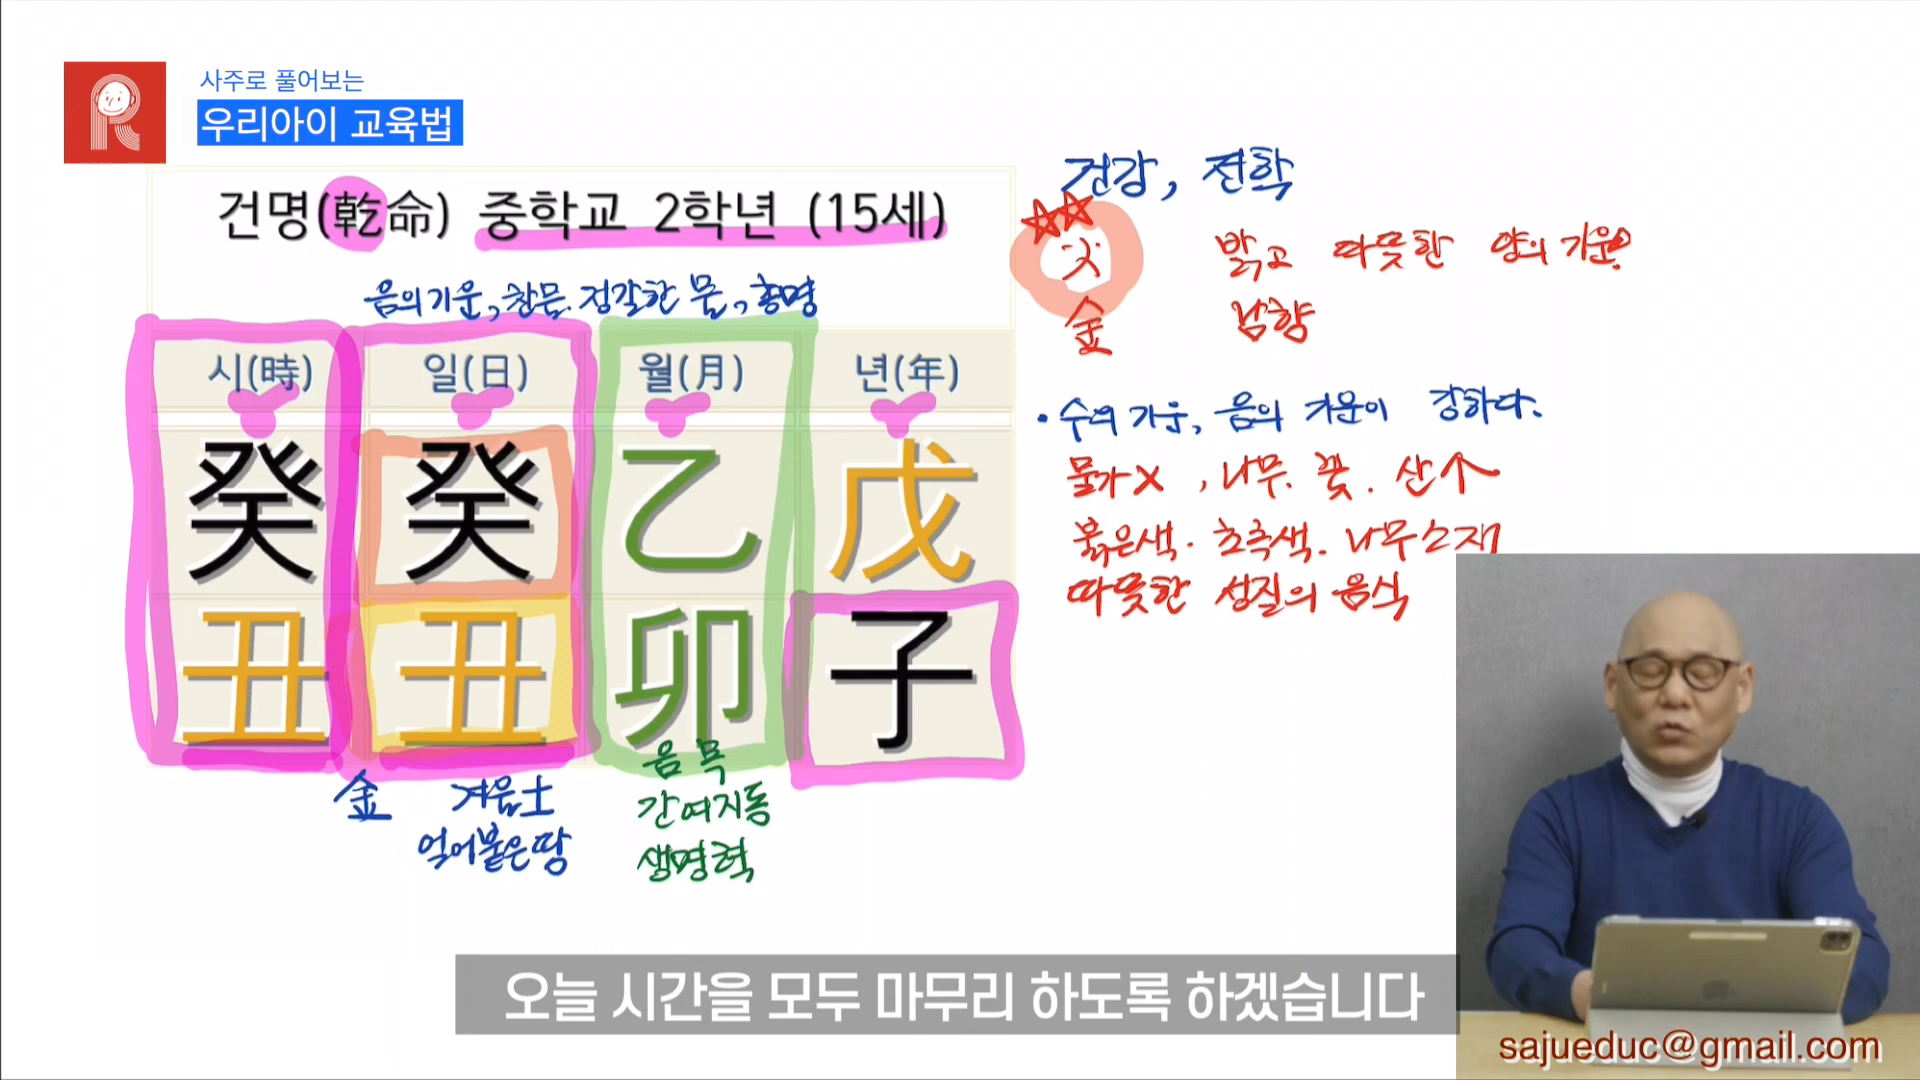 사주로 풀어보는
우리아이 교육법
건명(乾命) 중학교 2학년 (15세)
음의기운, 찬물. 정갈한 물, 총명
시(時) 일(日) 월(月) 년(年)
癸 癸 乙 戊
丑 丑 卯 子
金 겨울土
얼어붙은땅
음목
간여지동
생명력
건강, 진학
火 밝고 따뜻한 양의 기운.
金 남향
• 수의 기운, 음의 기운이 강하다.
물가X, 나무. 꽃. 산↑
붉은색. 초록색. 나무소재
따뜻한 성질의 음식
오늘 시간을 모두 마무리 하도록 하겠습니다
sajueduc@gmail.com